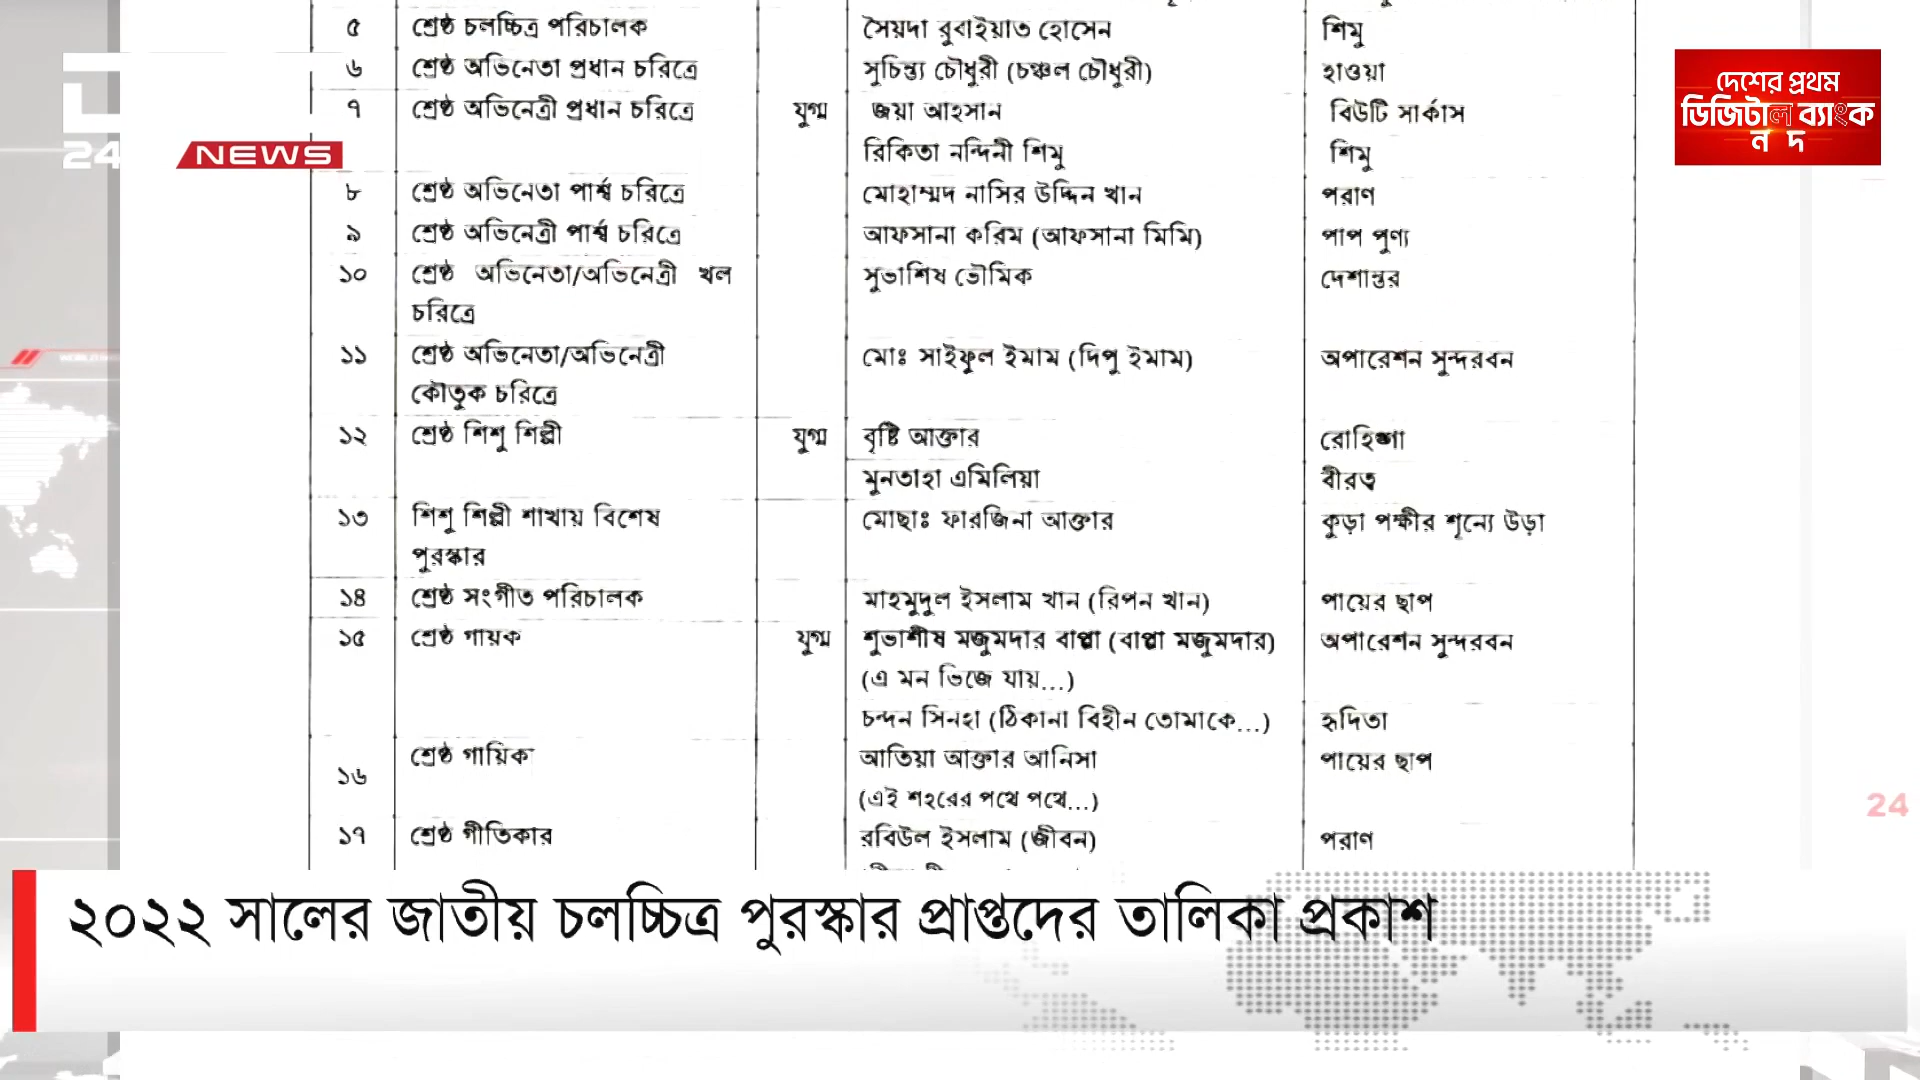 ৫ শ্রেষ্ঠ চলচ্চিত্র পরিচালক সৈয়দা রুবাইয়াত হোসেন শিমু
৬ শ্রেষ্ঠ অভিনেতা প্রধান চরিত্রে সুচিন্ত্য চৌধুরী (চঞ্চল চৌধুরী) হাওয়া
৭ শ্রেষ্ঠ অভিনেত্রী প্রধান চরিত্রে যুগ্ম জয়া আহসান বিউটি সার্কাস
রিকিতা নন্দিনী শিমু শিমু
৮ শ্রেষ্ঠ অভিনেতা পার্শ্ব চরিত্রে মোহাম্মদ নাসির উদ্দিন খান পরাণ
৯ শ্রেষ্ঠ অভিনেত্রী পার্শ্ব চরিত্রে আফসানা করিম (আফসানা মিমি) পাপ পুণ্য
১০ শ্রেষ্ঠ অভিনেতা/অভিনেত্রী খল সুভাশিষ ভৌমিক দেশান্তর
চরিত্রে
১১ শ্রেষ্ঠ অভিনেতা/অভিনেত্রী মোঃ সাইফুল ইমাম (দিপু ইমাম) অপারেশন সুন্দরবন
কৌতুক চরিত্রে
১২ শ্রেষ্ঠ শিশু শিল্পী যুগ্ম বৃষ্টি আক্তার রোহিঙ্গা
মুনতাহা এমিলিয়া বীরত্ব
১৩ শিশু শিল্পী শাখায় বিশেষ মোছাঃ ফারজিনা আক্তার কুড়া পক্ষীর শূন্যে উড়া
পুরস্কার
১৪ শ্রেষ্ঠ সংগীত পরিচালক মাহমুদুল ইসলাম খান (রিপন খান) পায়ের ছাপ
১৫ শ্রেষ্ঠ গায়ক যুগ্ম শুভাশীষ মজুমদার বাপ্পা (বাপ্পা মজুমদার) অপারেশন সুন্দরবন
(এ মন ভিজে যায়...)
চন্দন সিনহা (ঠিকানা বিহীন তোমাকে...) হৃদিতা
১৬ শ্রেষ্ঠ গায়িকা আতিয়া আক্তার আনিসা পায়ের ছাপ
(এই শহরের পথে পথে...)
১৭ শ্রেষ্ঠ গীতিকার রবিউল ইসলাম (জীবন) পরাণ
24 NEWS
দেশের প্রথম
ডিজিটাল ব্যাংক
ন দ
24
২০২২ সালের জাতীয় চলচ্চিত্র পুরস্কার প্রাপ্তদের তালিকা প্রকাশ